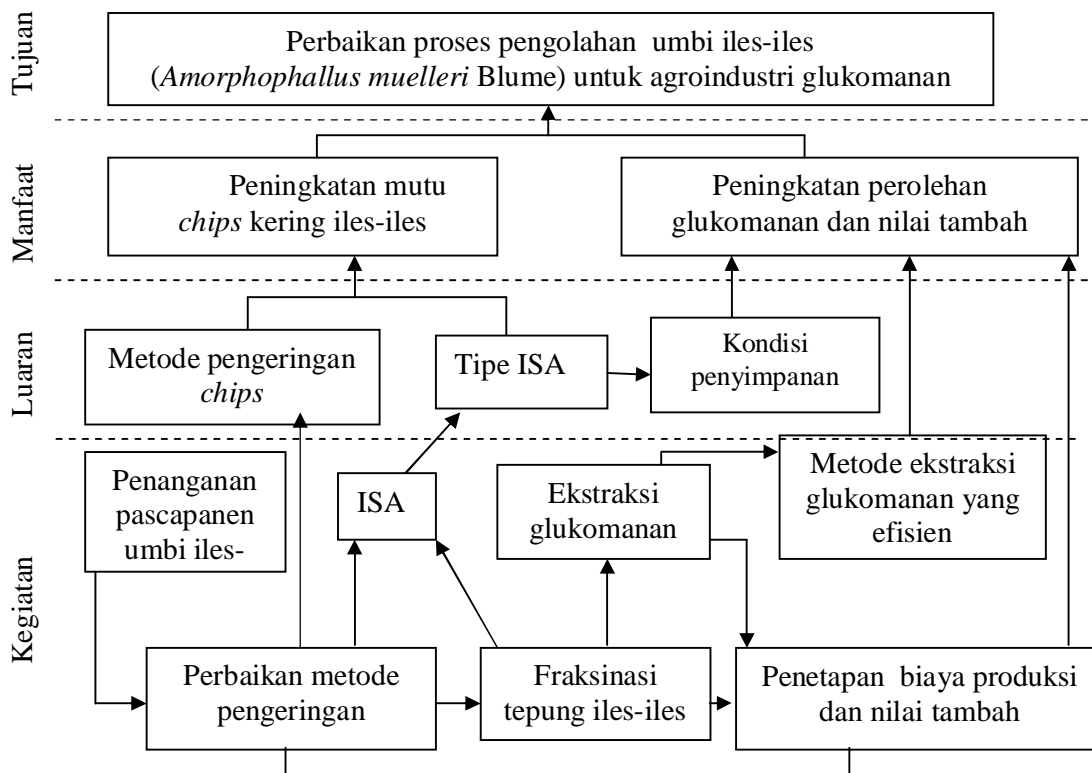 Tujuan
Perbaikan proses pengolahan umbi iles-iles
(Amorphophallus muelleri Blume) untuk agroindustri glukomanan
Manfaat
Peningkatan mutu
chips kering iles-iles
Peningkatan perolehan
glukomanan dan nilai tambah
Luaran
Metode pengeringan
chips
Tipe ISA
Kondisi
penyimpanan
Kegiatan
Penanganan
pascapanen
umbi iles-
ISA
Ekstraksi
glukomanan
Metode ekstraksi
glukomanan yang
efisien
Perbaikan metode
pengeringan
Fraksinasi
tepung iles-iles
Penetapan biaya produksi
dan nilai tambah